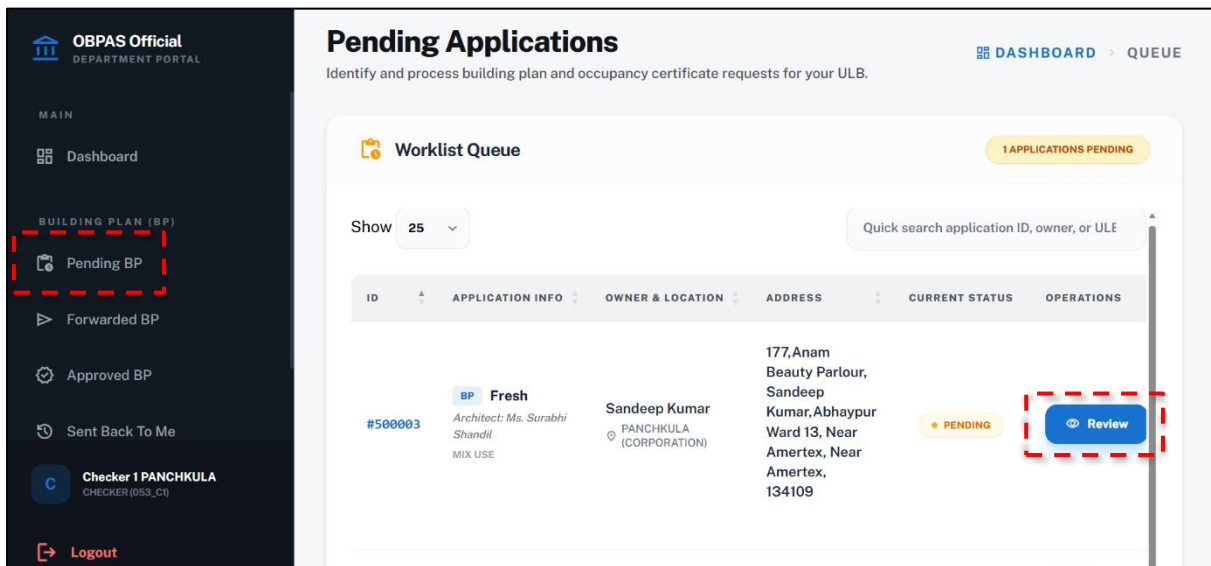 OBPAS Official
DEPARTMENT PORTAL
MAIN
Dashboard
BUILDING PLAN (BP)
Pending BP
Forwarded BP
Approved BP
Sent Back To Me
C
Checker 1 PANCHKULA
CHECKER (053_C1)
Logout
Pending Applications
Identify and process building plan and occupancy certificate requests for your ULB.
DASHBOARD › QUEUE
Worklist Queue
1 APPLICATIONS PENDING
Show 25
Quick search application ID, owner, or ULE
ID APPLICATION INFO OWNER & LOCATION ADDRESS CURRENT STATUS OPERATIONS
#500003
BP Fresh
Architect: Ms. Surabhi
Shandil
MIX USE
Sandeep Kumar
PANCHKULA
(CORPORATION)
177,Anam
Beauty Parlour,
Sandeep
Kumar,Abhaypur
Ward 13, Near
Amertex, Near
Amertex,
134109
PENDING
Review